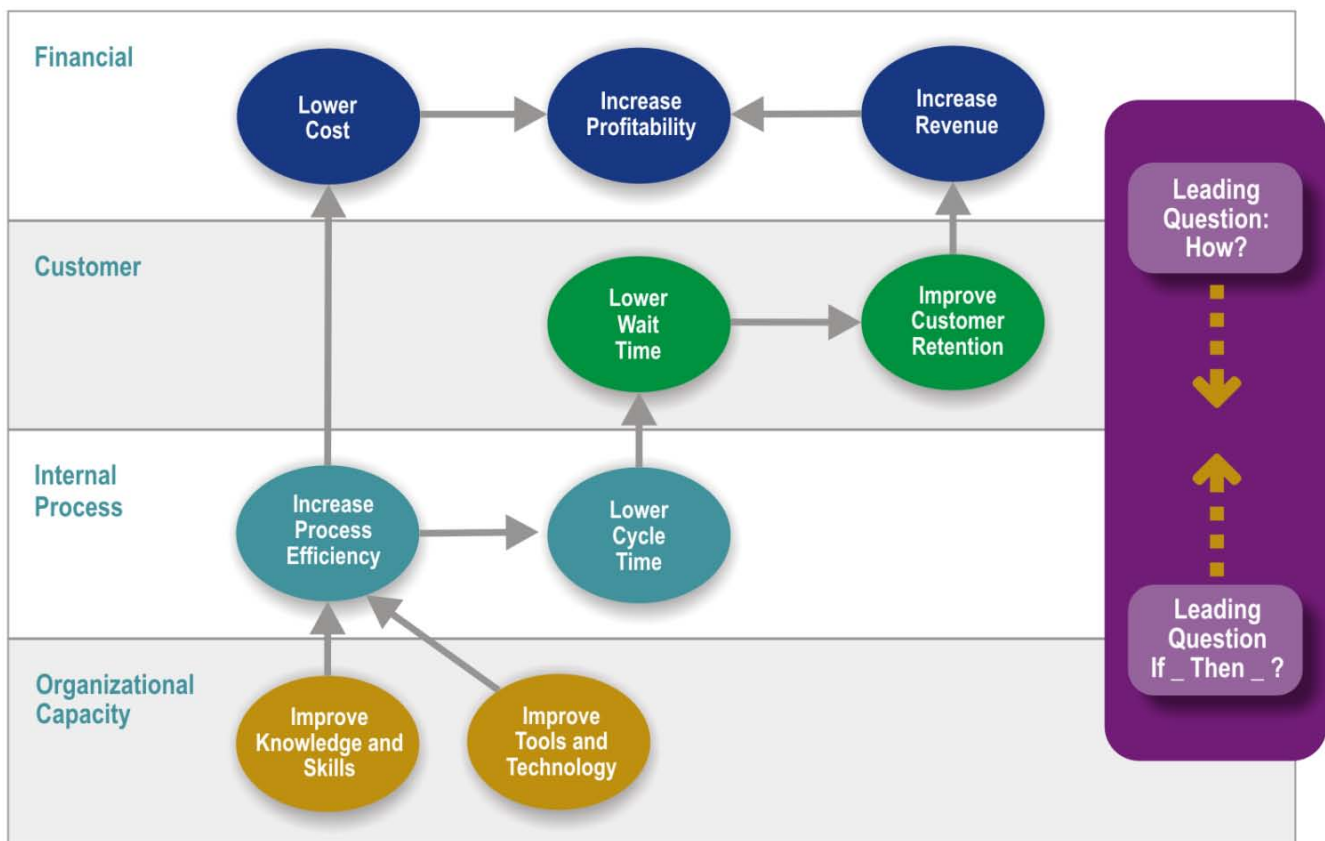 Financial
Lower
Cost
Increase
Profitability
Increase
Revenue
Leading
Question:
How?
Customer
Lower
Wait
Time
Improve
Customer
Retention
Internal
Process
Increase
Process
Efficiency
Lower
Cycle
Time
Leading
Question
If _ Then _ ?
Organizational
Capacity
Improve
Knowledge and
Skills
Improve
Tools and
Technology